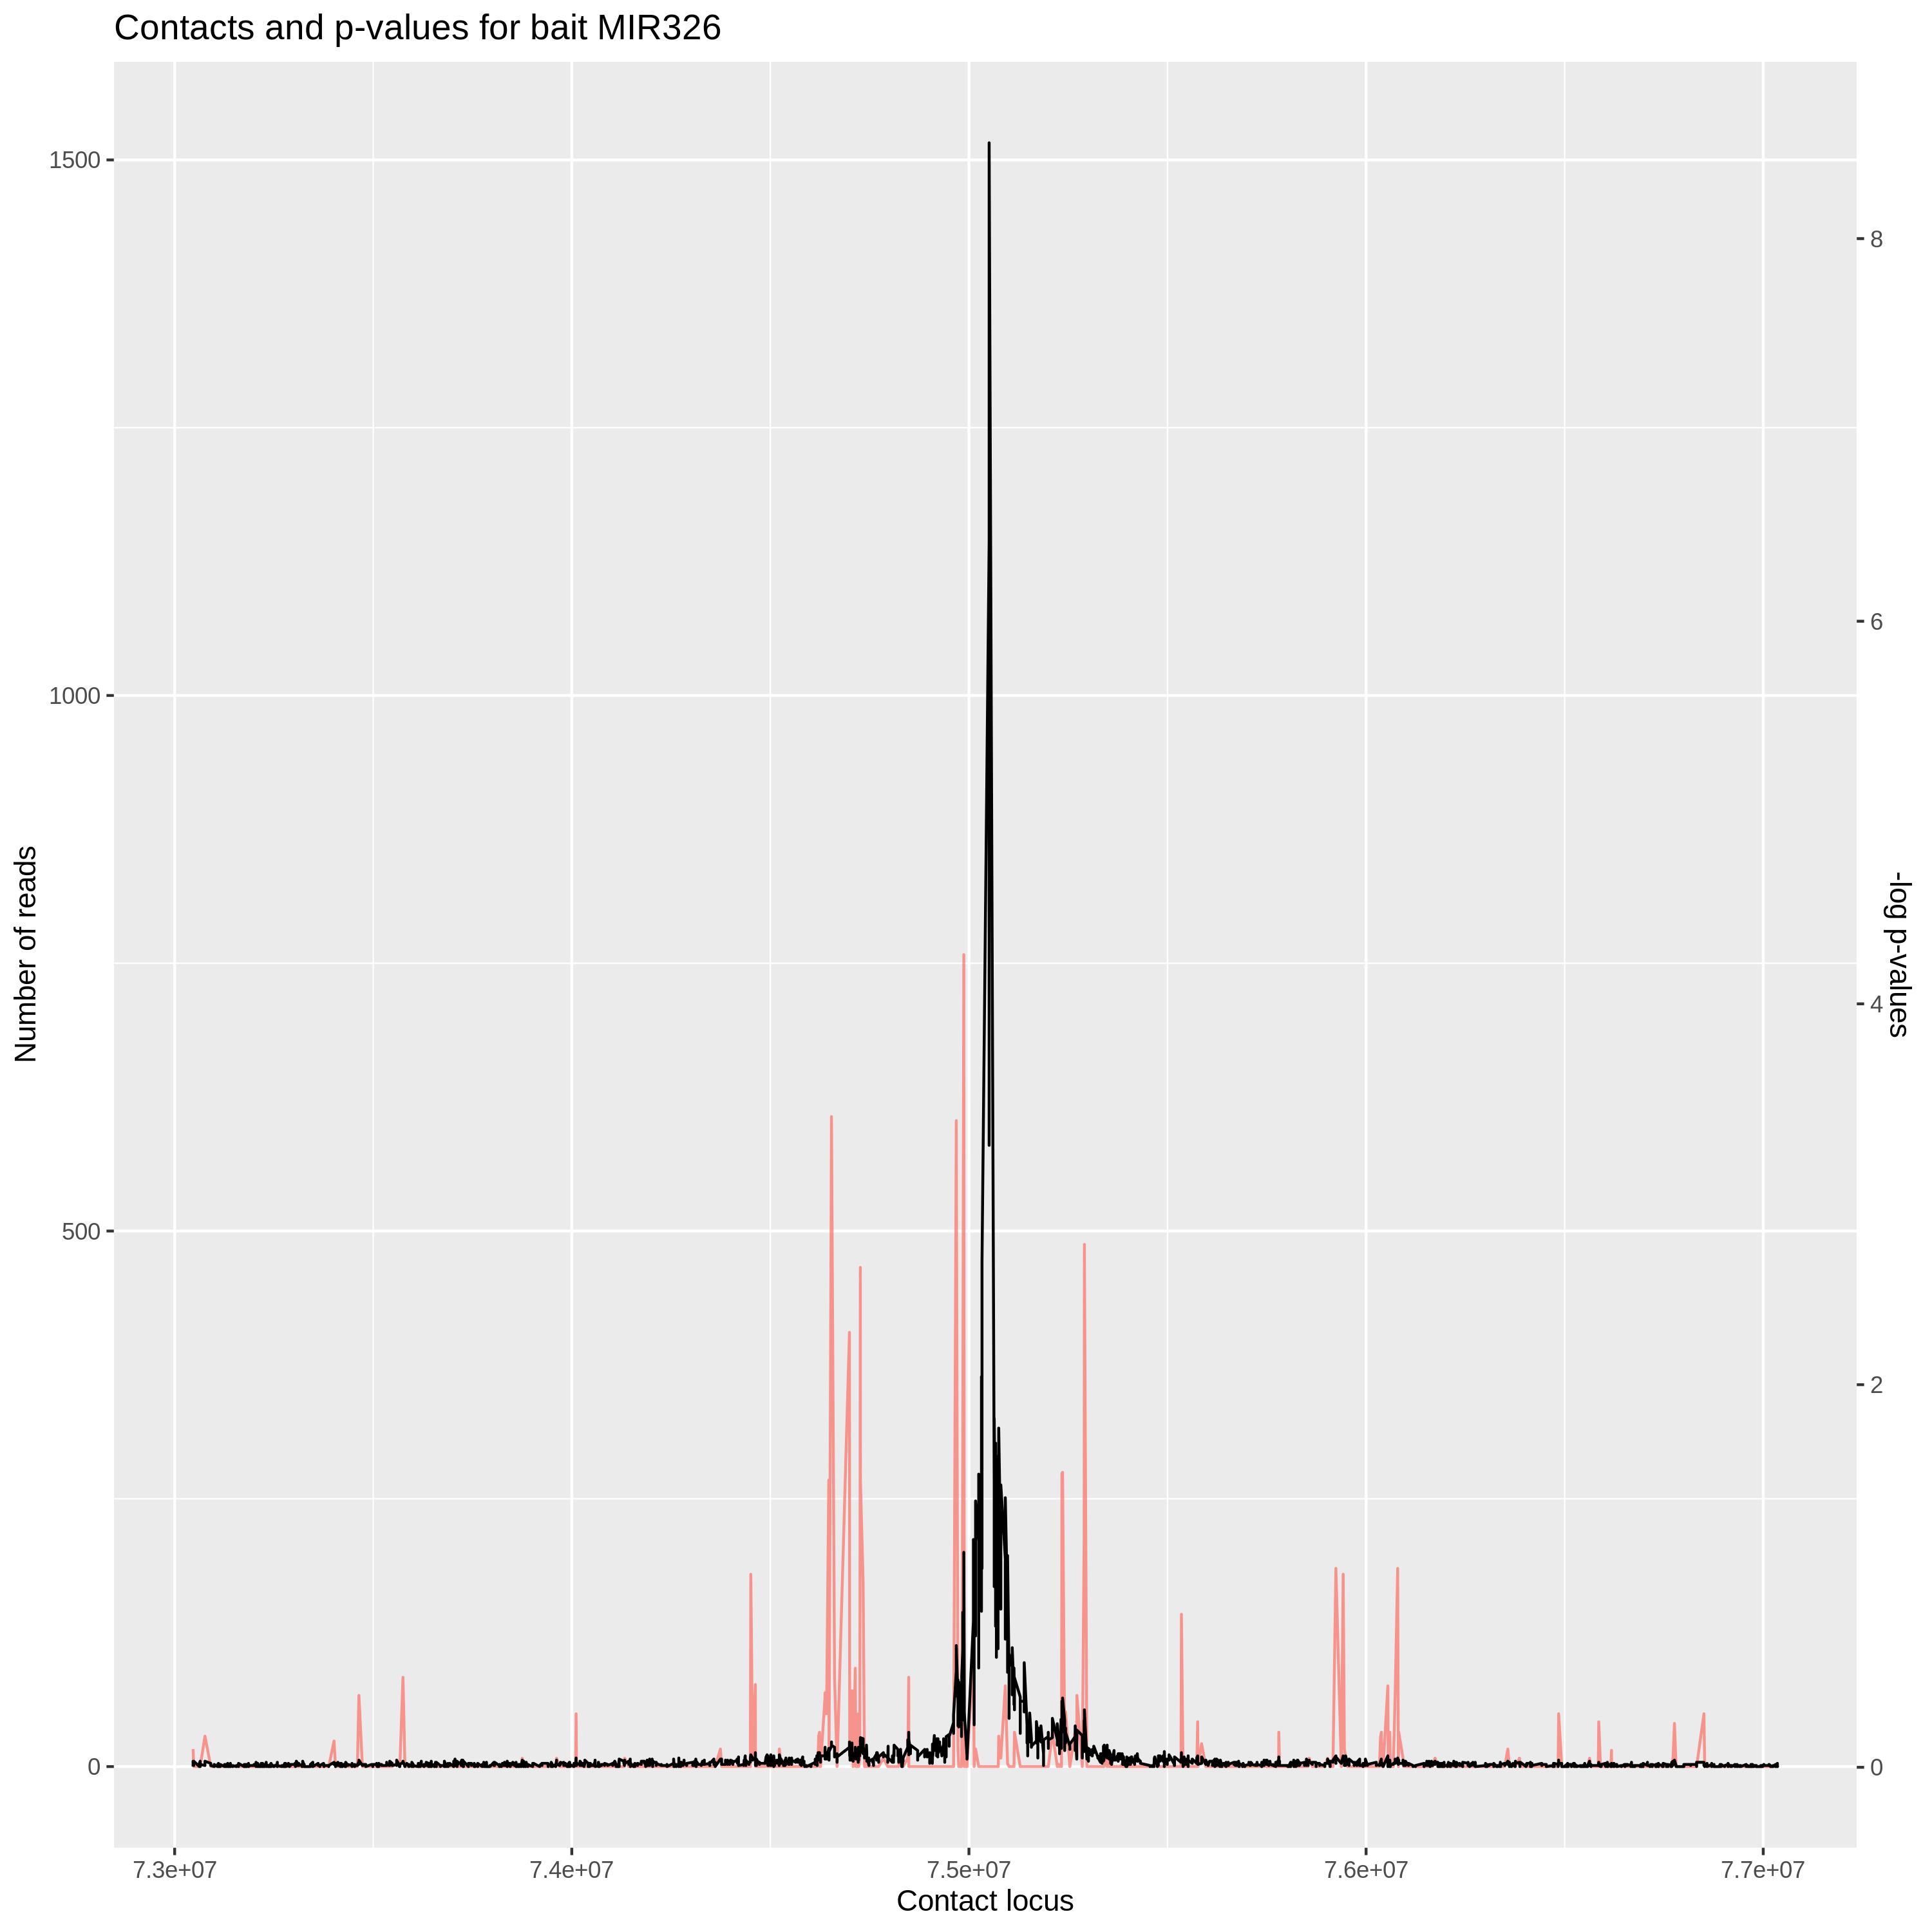 Contacts and p-values for bait MIR326
1500
1000
500
0
Number of reads
8
6
4
2
0
-log p-values
7.3e+07
7.4e+07
7.5e+07
7.6e+07
7.7e+07
Contact locus